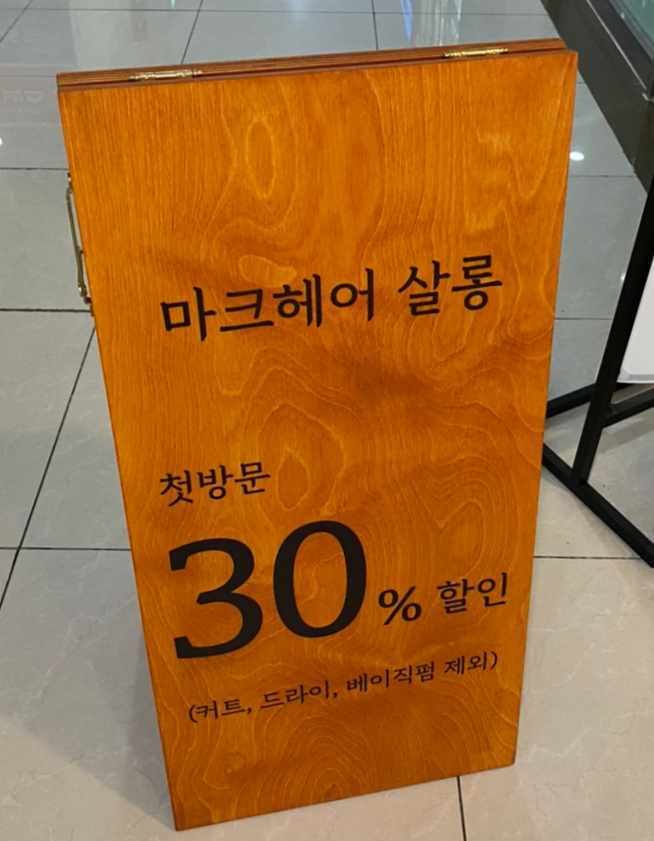 마크헤어 살롱
첫방문
30% 할인
(커트, 드라이, 베이직펌 제외)